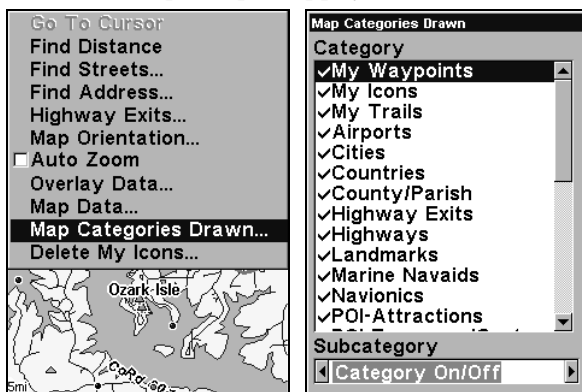 Go To Cursor
Find Distance
Find Streets...
Find Address...
Highway Exits...
Map Orientation...
Auto Zoom
Overlay Data...
Map Data...
Map Categories Drawn...
Delete My Icons...
Ozark Isle
5mi
Map Categories Drawn
Category
My Waypoints
My Icons
My Trails
Airports
Cities
Countries
County/Parish
Highway Exits
Highways
Landmarks
Marine Navaids
Navionics
POI-Attractions
Subcategory
Category On/Off